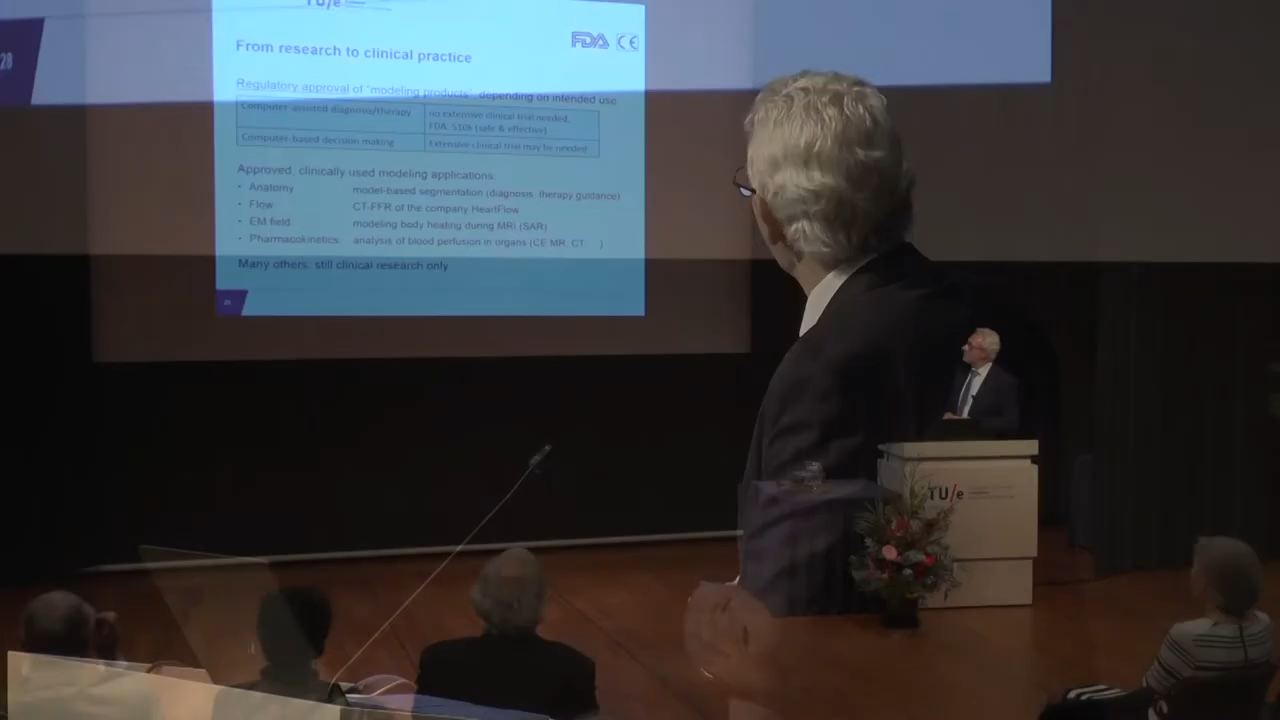 TU/e
FDA CE
From research to clinical practice
28
Regulatory approval of "modeling products", depending on intended use
Computer-assisted diagnosis/therapy no extensive clinical trial needed,
FDA: 510k (safe & effective)
Computer-based decision making Extensive clinical trial may be needed
Approved, clinically used modeling applications:
• Anatomy model-based segmentation (diagnosis, therapy guidance)
• Flow CT-FFR of the company HeartFlow
• EM field modeling body heating during MRI (SAR)
• Pharmacokinetics analysis of blood perfusion in organs (CE MR, CT )
Many others: still clinical research only
TU/e